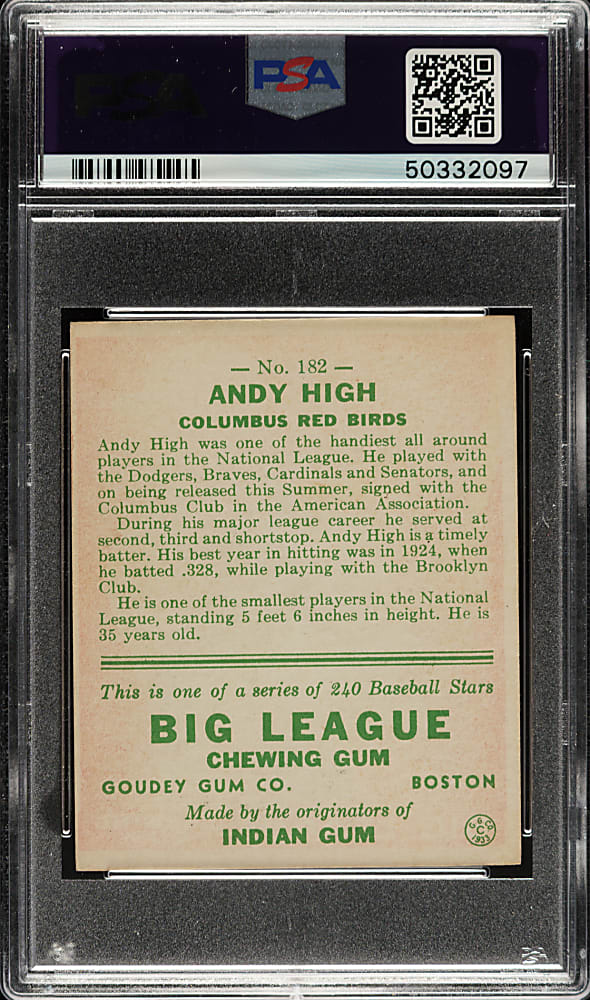 PSA
PSA
50332097
— No. 182 —
ANDY HIGH
COLUMBUS RED BIRDS
Andy High was one of the handiest all around
players in the National League. He played with
the Dodgers, Braves, Cardinals and Senators, and
on being released this Summer, signed with the
Columbus Club in the American Association.
During his major league career he served at
second, third and shortstop. Andy High is a timely
batter. His best year in hitting was in 1924, when
he batted .328, while playing with the Brooklyn
Club.
He is one of the smallest players in the National
League, standing 5 feet 6 inches in height. He is
35 years old.
This is one of a series of 240 Baseball Stars
BIG LEAGUE
CHEWING GUM
GOUDEY GUM CO. BOSTON
Made by the originators of
INDIAN GUM
G. G. CO.
C
1933